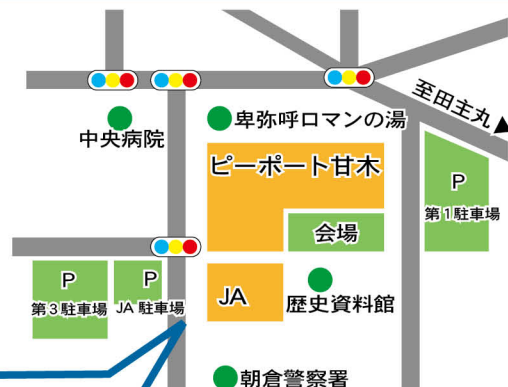 至田主丸
中央病院
卑弥呼ロマンの湯
ピーポート甘木
P
第1駐車場
会場
P
第3駐車場
P
JA駐車場
JA
歴史資料館
朝倉警察署